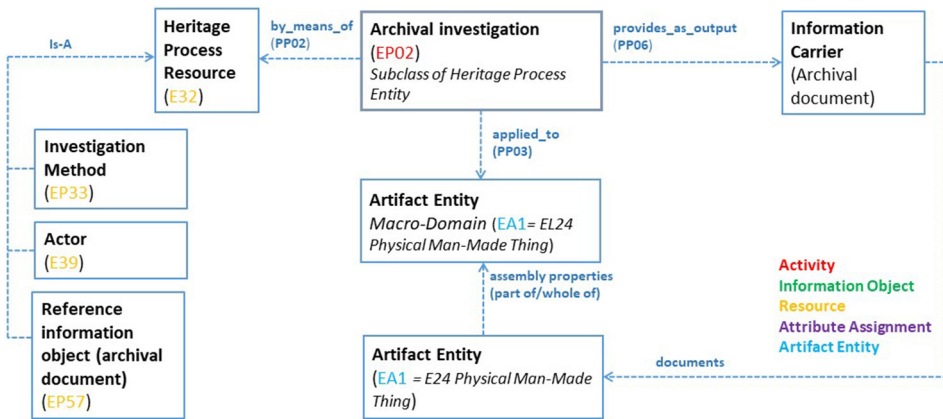 Is-A
Heritage
Process
Resource
(E32)
by_means_of
(PP02)
Archival investigation
(EP02)
Subclass of Heritage Process
Entity
provides_as_output
(PP06)
Information
Carrier
(Archival
document)
applied_to
(PP03)
Investigation
Method
(EP33)
Actor
(E39)
Reference
information
object (archival
document)
(EP57)
Artifact Entity
Macro-Domain (EA1= EL24
Physical Man-Made Thing)
assembly properties
(part of/whole of)
Artifact Entity
(EA1 = E24 Physical Man-Made
Thing)
documents
Activity
Information Object
Resource
Attribute Assignment
Artifact Entity